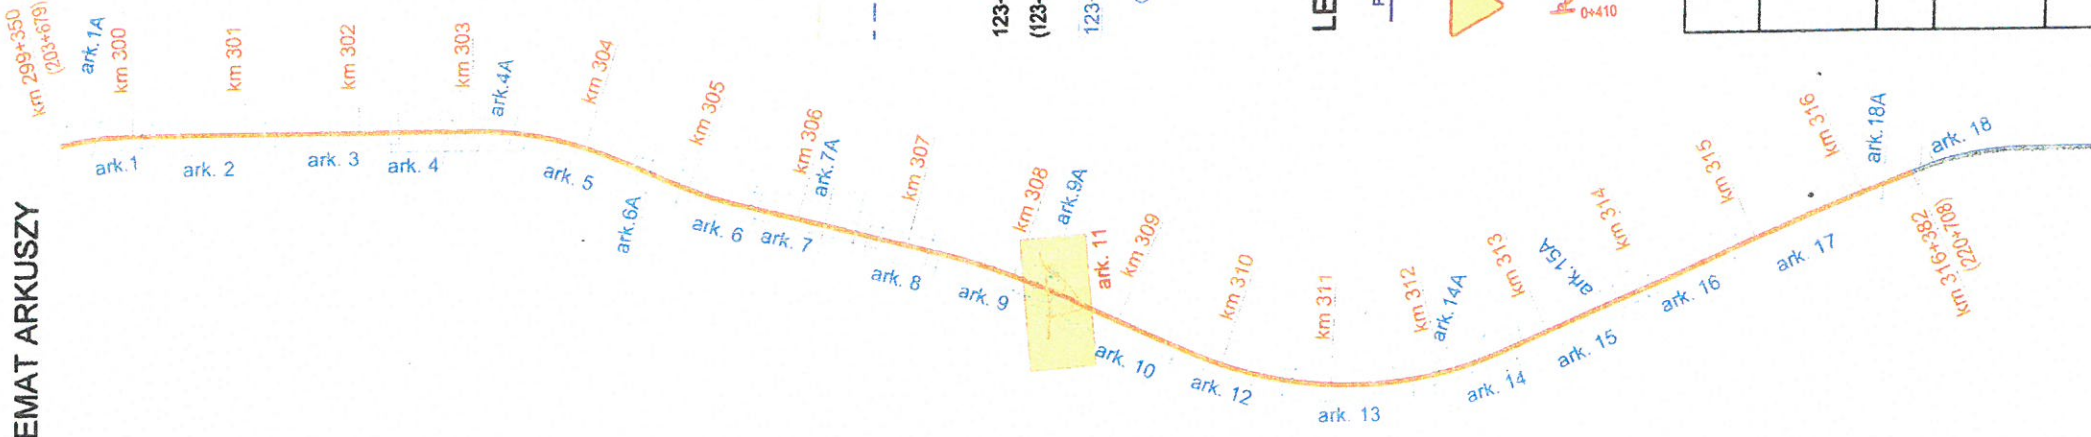 EMAT ARKUSZY
km 299+350
(203+679)
ark.1A
km 300
km 301
km 302
km 303
ark.4A
km 304
km 305
km 306
ark.7A
km 307
km 308
ark.9A
ark. 11
km 309
km 310
km 311
km 312
ark.14A
km 313
ark.15A
km 314
km 315
km 316
ark.18A
ark. 18
km 316+382
(220+708)
ark.1
ark. 2
ark. 3
ark. 4
ark. 5
ark.6A
ark. 6
ark. 7
ark. 8
ark. 9
ark. 10
ark. 12
ark. 13
ark. 14
ark. 15
ark. 16
ark. 17
123-
(123-
123-
LE
0+410